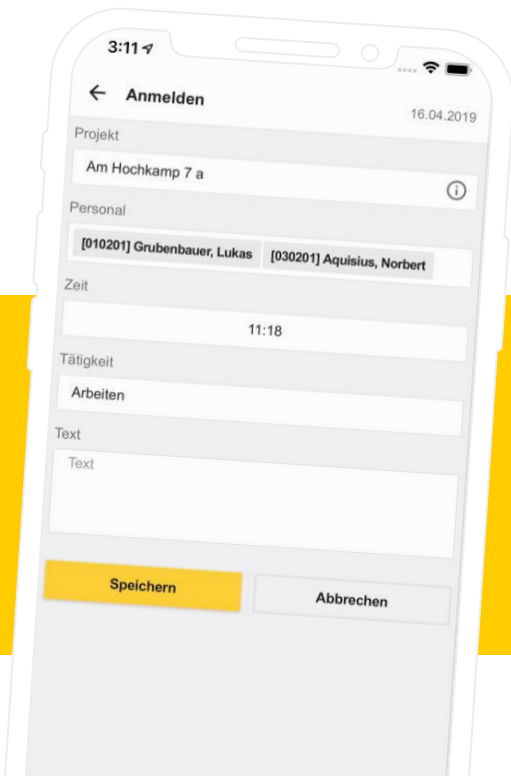 3:11
Anmelden
16.04.2019
Projekt
Am Hochkamp 7 a
Personal
[010201] Grubenbauer, Lukas [030201] Aquisius, Norbert
Zeit
11:18
Tätigkeit
Arbeiten
Text
Text
Speichern Abbrechen